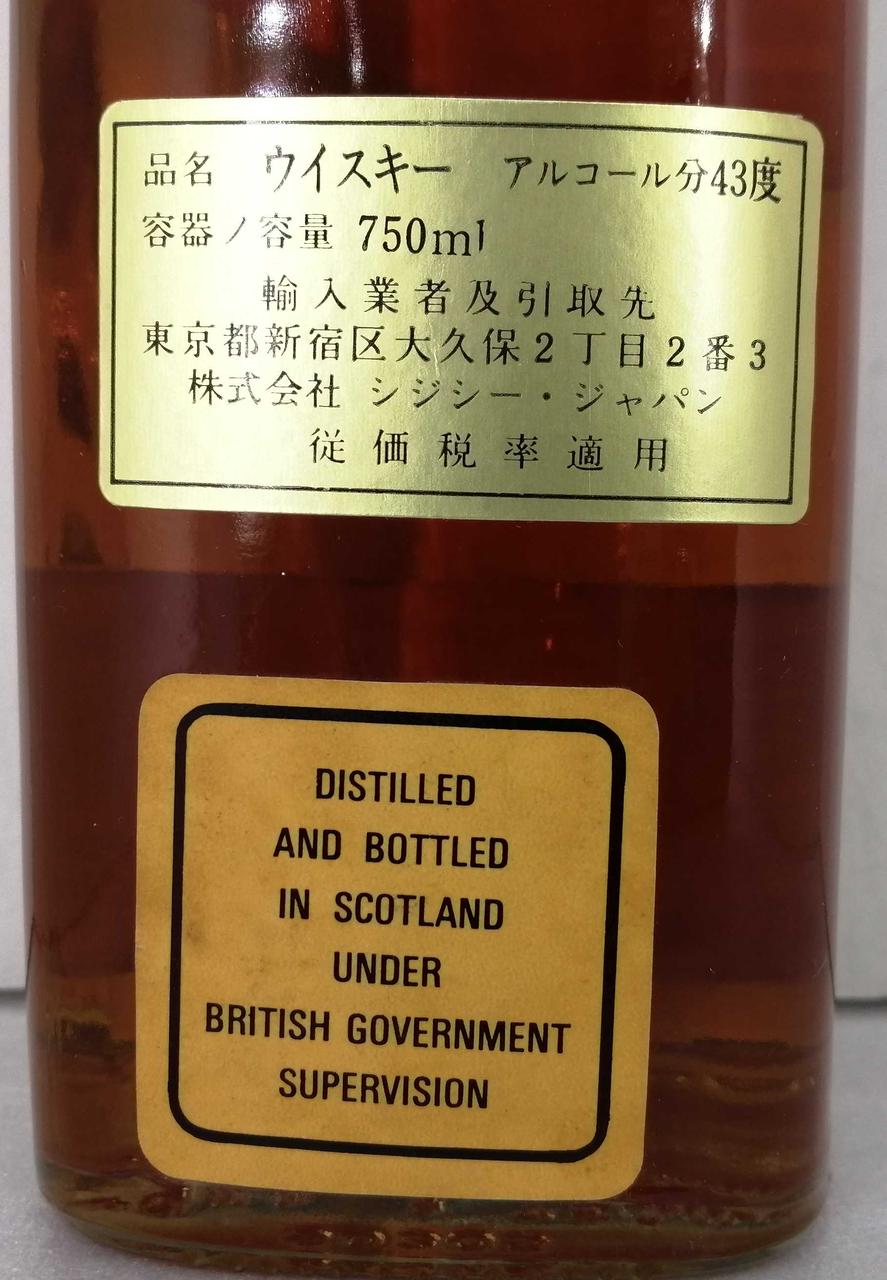 品名 ウイスキー アルコール分43度
容器ノ容量 750ml
輸入業者及引取先
東京都新宿区大久保2丁目2番3
株式会社 シジシー・ジャパン
従価税率適用
DISTILLED
AND BOTTLED
IN SCOTLAND
UNDER
BRITISH GOVERNMENT
SUPERVISION